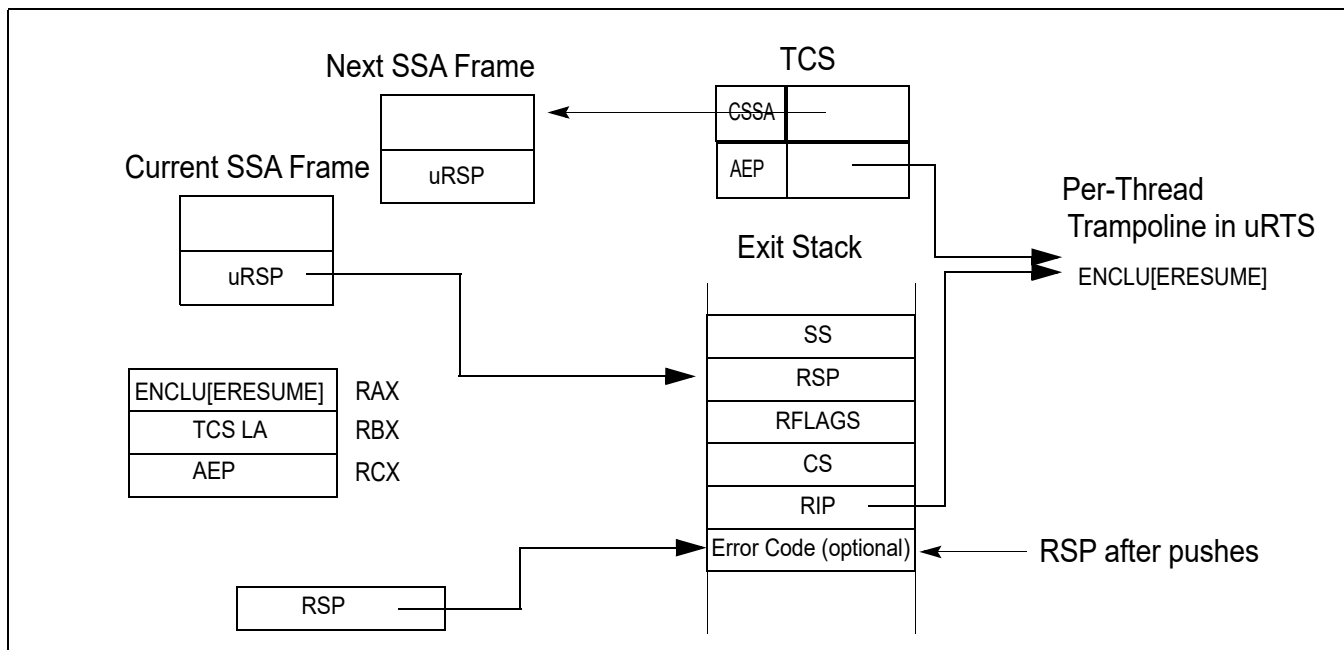 Next SSA Frame
TCS
CSSA
AEP
uRSP
Current SSA Frame
uRSP
Per-Thread
Trampoline in uRTS
ENCLU[ERESUME]
Exit Stack
SS
RSP
RFLAGS
CS
RIP
Error Code (optional)
RSP after pushes
ENCLU[ERESUME] RAX
TCS LA RBX
AEP RCX
RSP